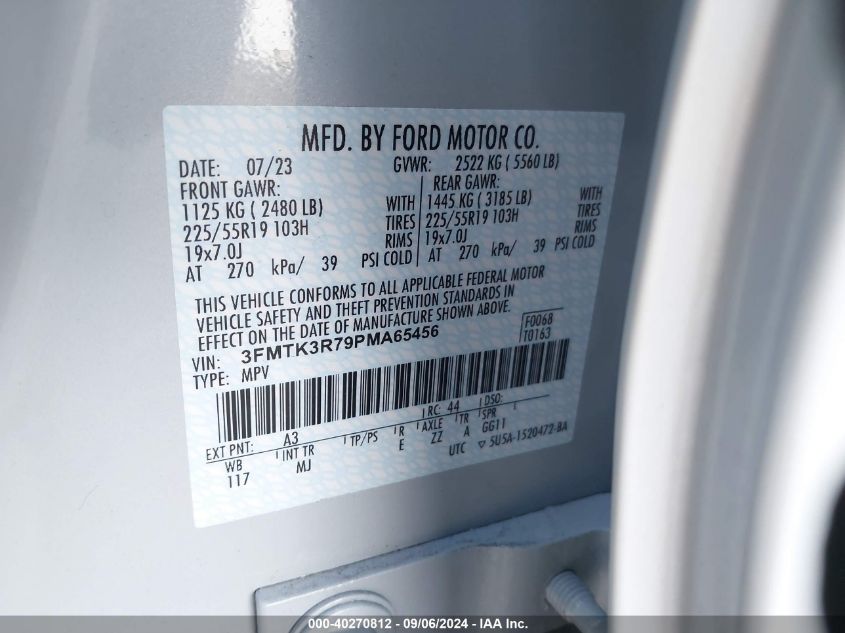 MFD. BY FORD MOTOR CO.
DATE: 07/23 GVWR: 2522 KG ( 5560 LB)
FRONT GAWR: REAR GAWR:
1125 KG ( 2480 LB) WITH 1445 KG ( 3185 LB) WITH
225/55R19 103H TIRES 225/55R19 103H TIRES
19x7.0J RIMS 19x7.0J RIMS
AT 270 kPa/ 39 PSI COLD AT 270 kPa/ 39 PSI COLD
THIS VEHICLE CONFORMS TO ALL APPLICABLE FEDERAL MOTOR
VEHICLE SAFETY AND THEFT PREVENTION STANDARDS IN
EFFECT ON THE DATE OF MANUFACTURE SHOWN ABOVE.
F0068
T0163
VIN: 3FMTK3R79PMA65456
TYPE: MPV
EXT PNT: A3 RC: 44 DSO:
WB INT TR TP/PS R AXLE TR SPR
117 MJ E ZZ A GG11
UTC ▽ 5U5A-1520472-BA
000-40270812 - 09/06/2024 - IAA Inc.